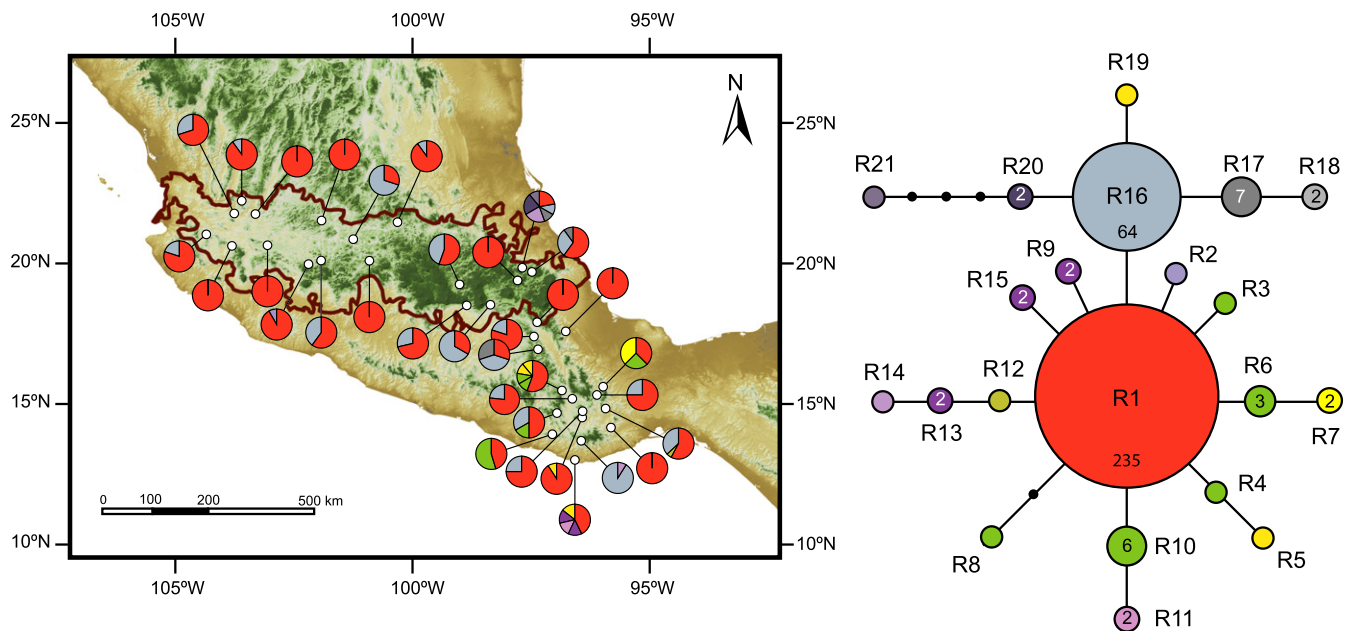 105ºW 100ºW 95ºW
N
25ºN 25ºN
20ºN 20ºN
15ºN 15ºN
10ºN 10ºN
0 100 200 500 km
105ºW 100ºW 95ºW
R19
R21 R20 R16 R17 R18
2 7 2
64
R9 R2
2
R15 R3
2
R14 R12 R1 R6
2 3 2
R13 R7
235
R4
R8 6 R10 R5
2 R11